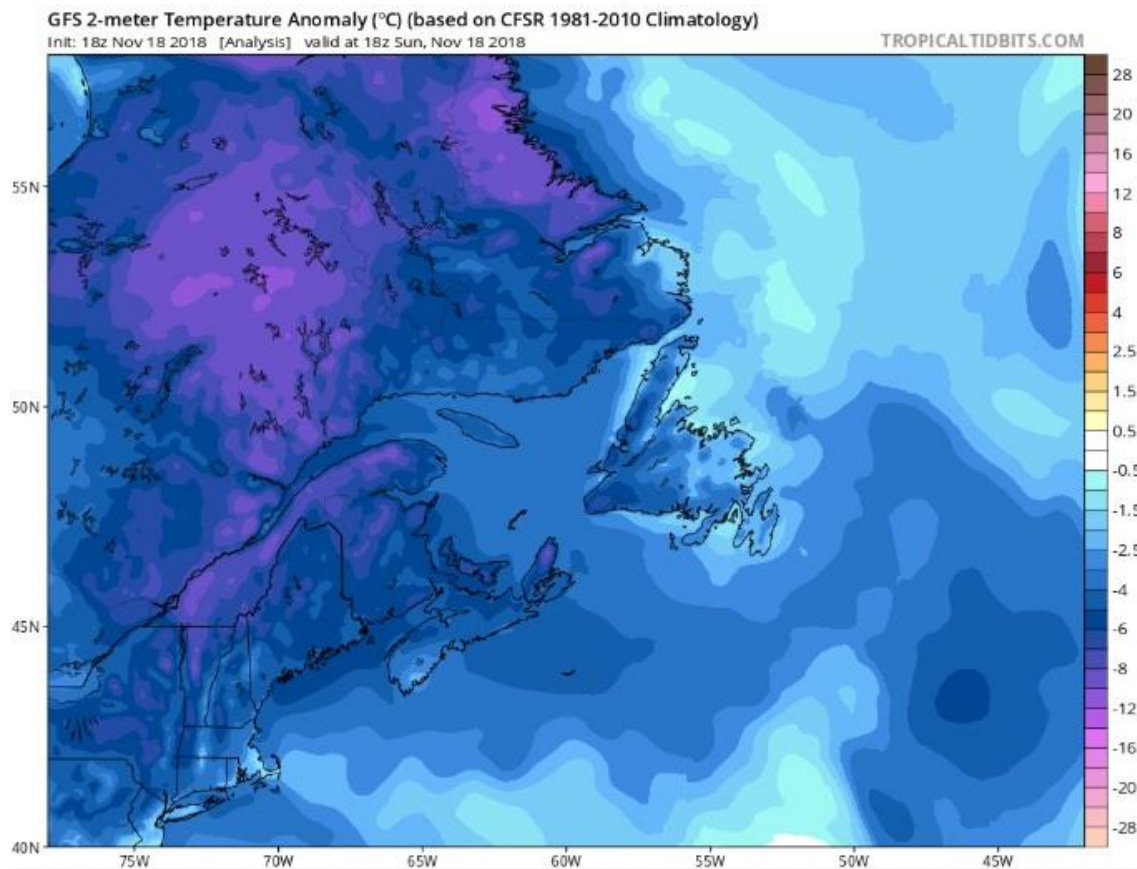 GFS 2-meter Temperature Anomaly (°C) (based on CFSR 1981-2010 Climatology)
Init: 18z Nov 18 2018 [Analysis] valid at 18z Sun, Nov 18 2018
TROPICALTIDBITS.COM
28
20
16
12
8
6
4
2.5
1.5
0.5
-0.5
-1.5
-2.5
-4
-6
-8
-12
-16
-20
-28
55N
50N
45N
40N
75W
70W
65W
60W
55W
50W
45W